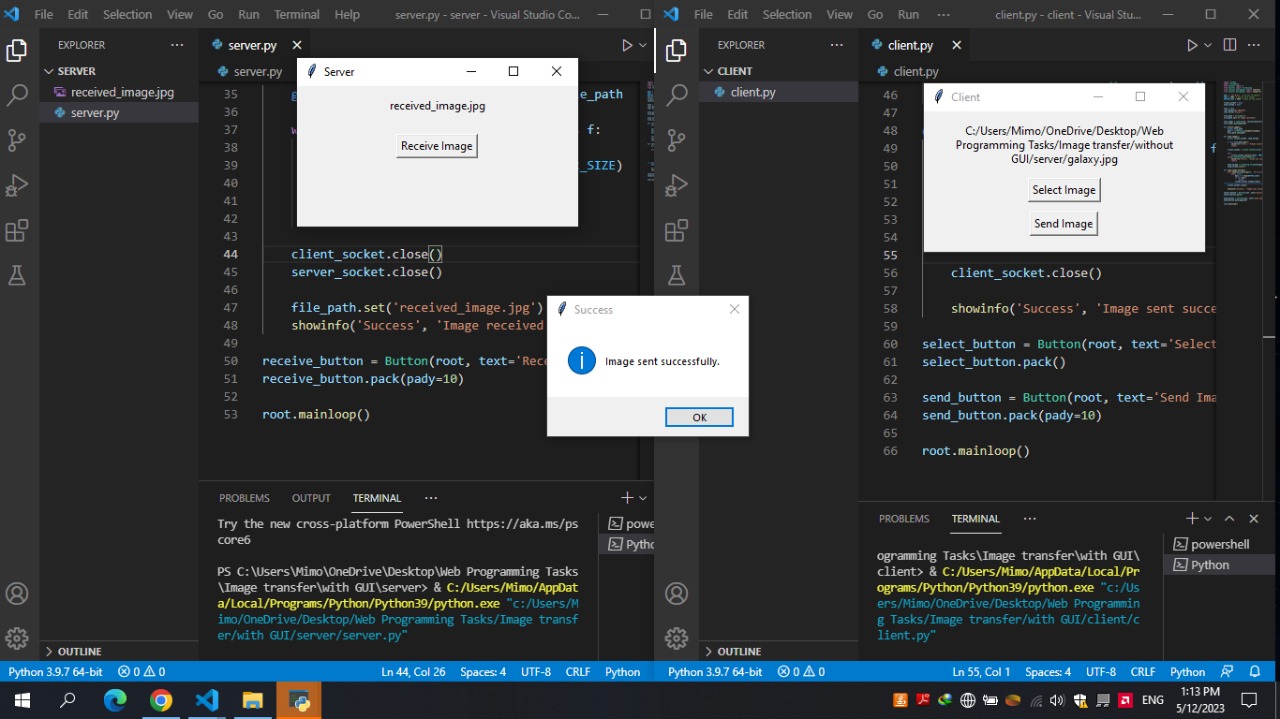 File Edit Selection View Go Run Terminal Help server.py - server - Visual Studio Co...
EXPLORER
SERVER
received_image.jpg
server.py
server.py
server.py
35
36
37
38
39
40
41
42
43
44
45
46
47
48
49
50
51
52
53
e_path
f:
_SIZE)
client_socket.close()
server_socket.close()
file_path.set('received_image.jpg')
showinfo('Success', 'Image received
receive_button = Button(root, text='Rece
receive_button.pack(pady=10)
root.mainloop()
Server
received_image.jpg
Receive Image
PROBLEMS OUTPUT TERMINAL
Try the new cross-platform PowerShell https://aka.ms/ps
core6
PS C:\Users\Mimo\OneDrive\Desktop\Web Programming Tasks
\Image transfer\with GUI\server> & C:/Users/Mimo/AppDat
a/Local/Programs/Python/Python39/python.exe "c:/Users/M
imo/OneDrive/Desktop/Web Programming Tasks/Image transf
er/with GUI/server/server.py"
powe
Pytho
OUTLINE
Python 3.9.7 64-bit 0 0 Ln 44, Col 26 Spaces: 4 UTF-8 CRLF Python
Success
Image sent successfully.
OK
File Edit Selection View Go Run ... client.py - client - Visual Stu...
EXPLORER
CLIENT
client.py
client.py
client.py
46
47
48
49
50
51
52
53
54
55
56
57
58
59
60
61
62
63
64
65
66
f
client_socket.close()
showinfo('Success', 'Image sent succe
select_button = Button(root, text='Select
select_button.pack()
send_button = Button(root, text='Send Ima
send_button.pack(pady=10)
root.mainloop()
Client
C:/Users/Mimo/OneDrive/Desktop/Web
Programming Tasks/Image transfer/without
GUI/server/galaxy.jpg
Select Image
Send Image
PROBLEMS TERMINAL
ogramming Tasks\Image transfer\with GUI\
client> & C:/Users/Mimo/AppData/Local/Pr
ograms/Python/Python39/python.exe "c:/Us
ers/Mimo/OneDrive/Desktop/Web Programmin
g Tasks/Image transfer/with GUI/client/c
lient.py"
powershell
Python
OUTLINE
Python 3.9.7 64-bit 0 0 Ln 55, Col 1 Spaces: 4 UTF-8 CRLF Python
ENG
1:13 PM
5/12/2023